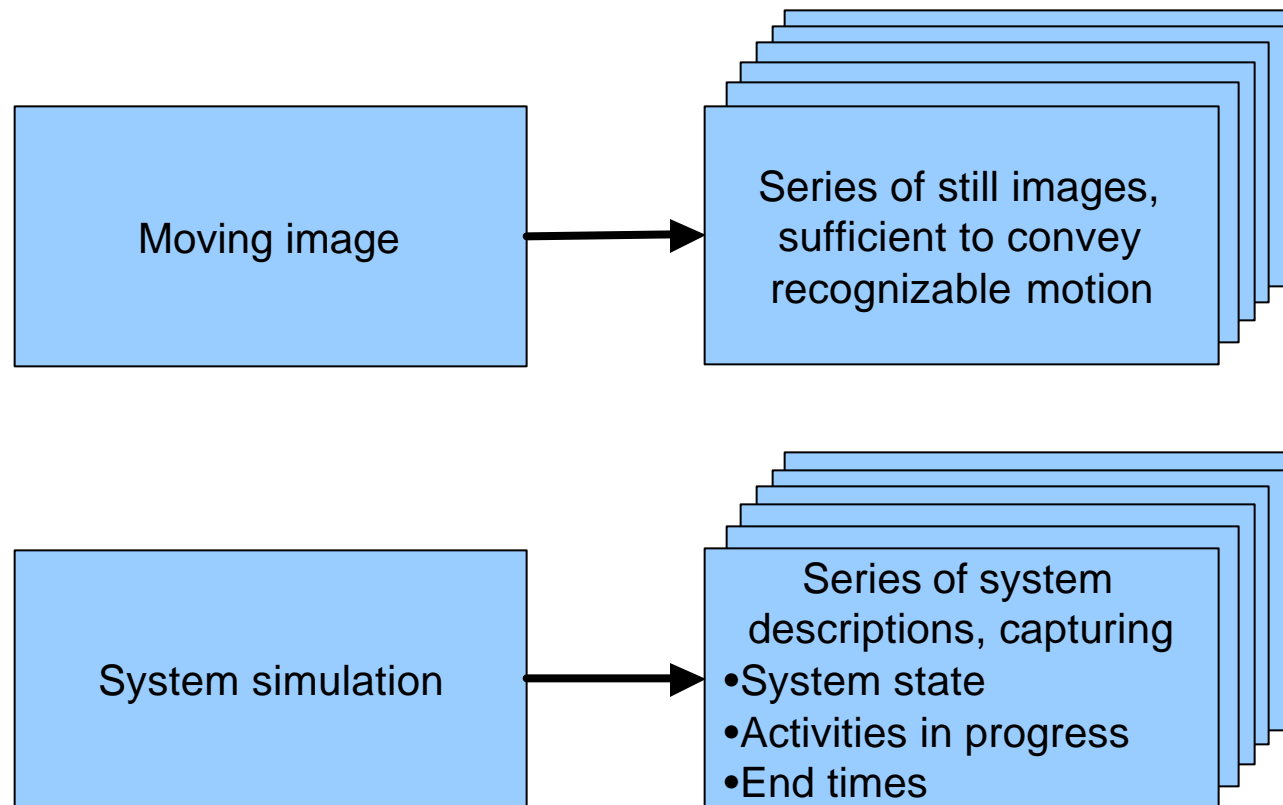 Moving image
Series of still images,
sufficient to convey
recognizable motion
System simulation
Series of system
descriptions, capturing
•System state
•Activities in progress
•End times